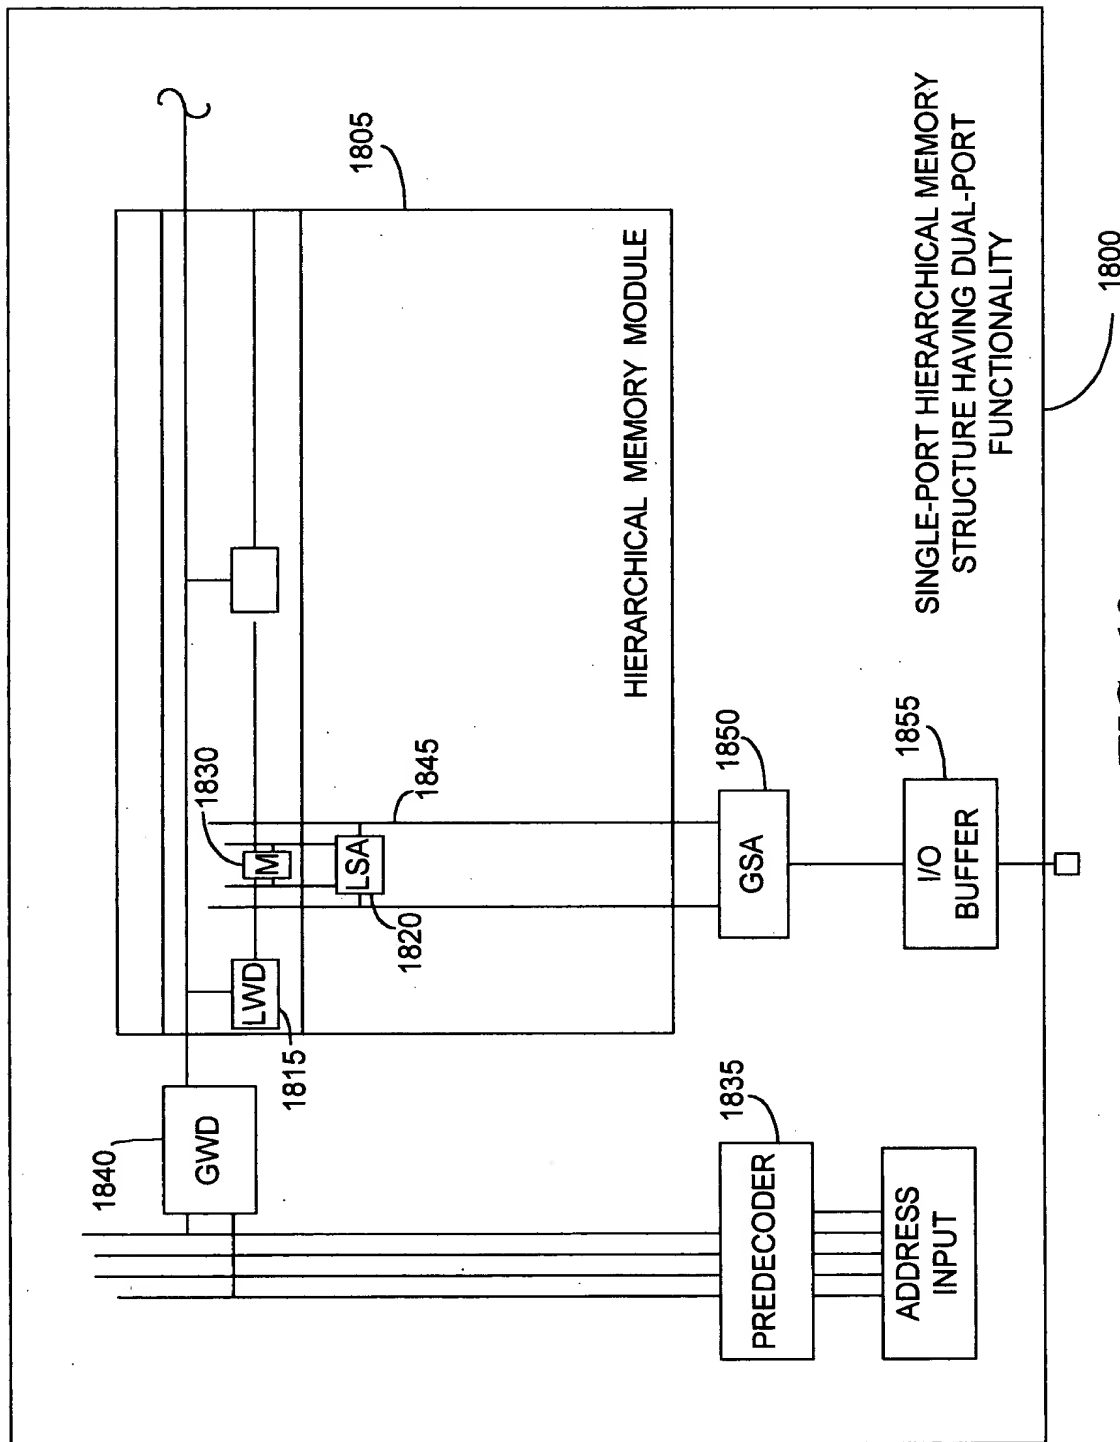 1805
HIERARCHICAL MEMORY MODULE
1830
M
1845
LSA
1820
LWD
1815
1840
GWD
1850
GSA
1855
I/O
BUFFER
1835
PREDECODER
ADDRESS
INPUT
SINGLE-PORT HIERARCHICAL MEMORY
STRUCTURE HAVING DUAL-PORT
FUNCTIONALITY
1800